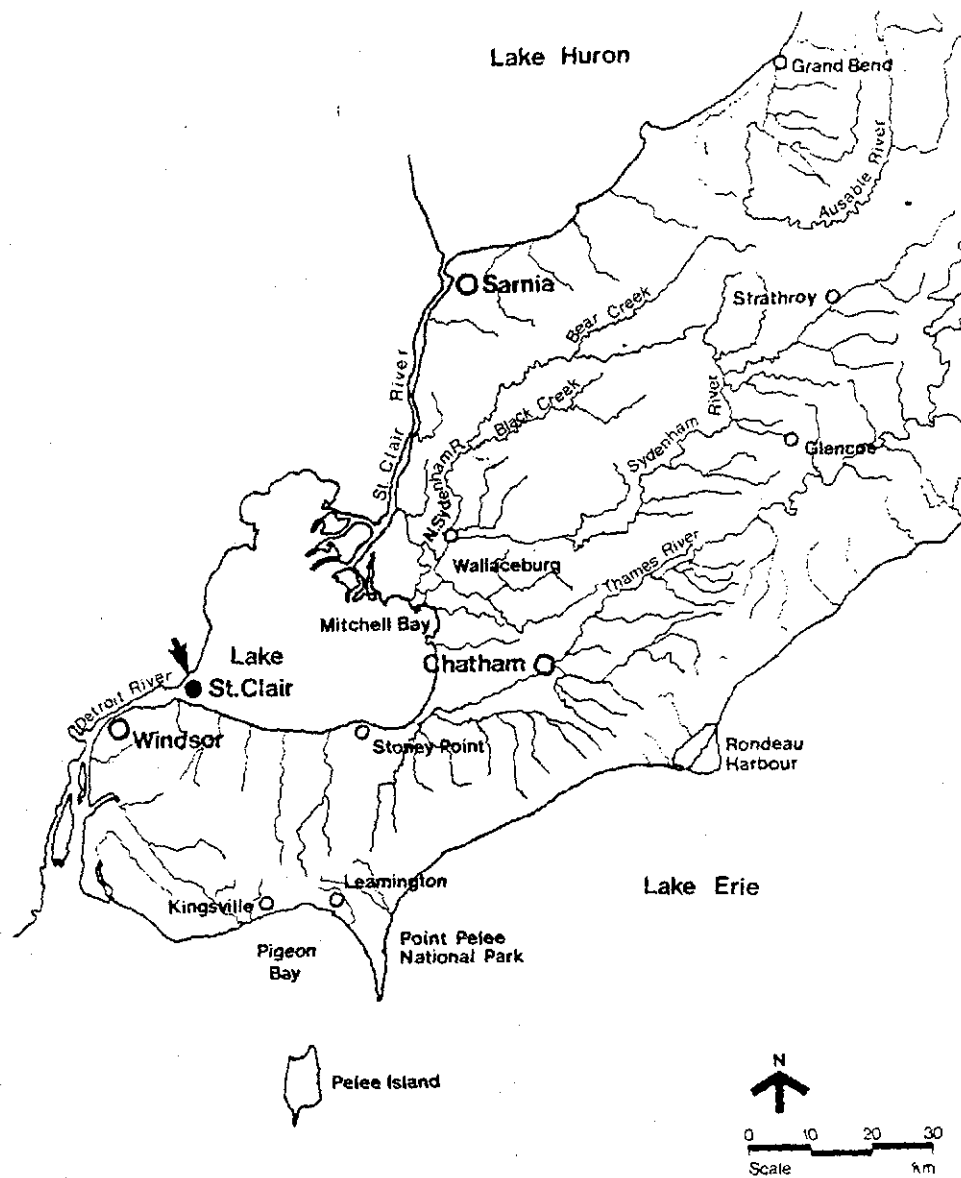 Lake Huron
Grand Bend
Ausable River
Sarnia
Strathroy
Bear Creek
St. Clair River
Black Creek
River
Sydenham
Glencoe
N. Sydenham R.
Wallaceburg
Thames River
Mitchell Bay
Lake
St. Clair
Chatham
Detroit River
Windsor
Stoney Point
Rondeau
Harbour
Leamington
Kingsville
Lake Erie
Point Pelee
National Park
Pigeon
Bay
Pelee Island
N
0 10 20 30
Scale km